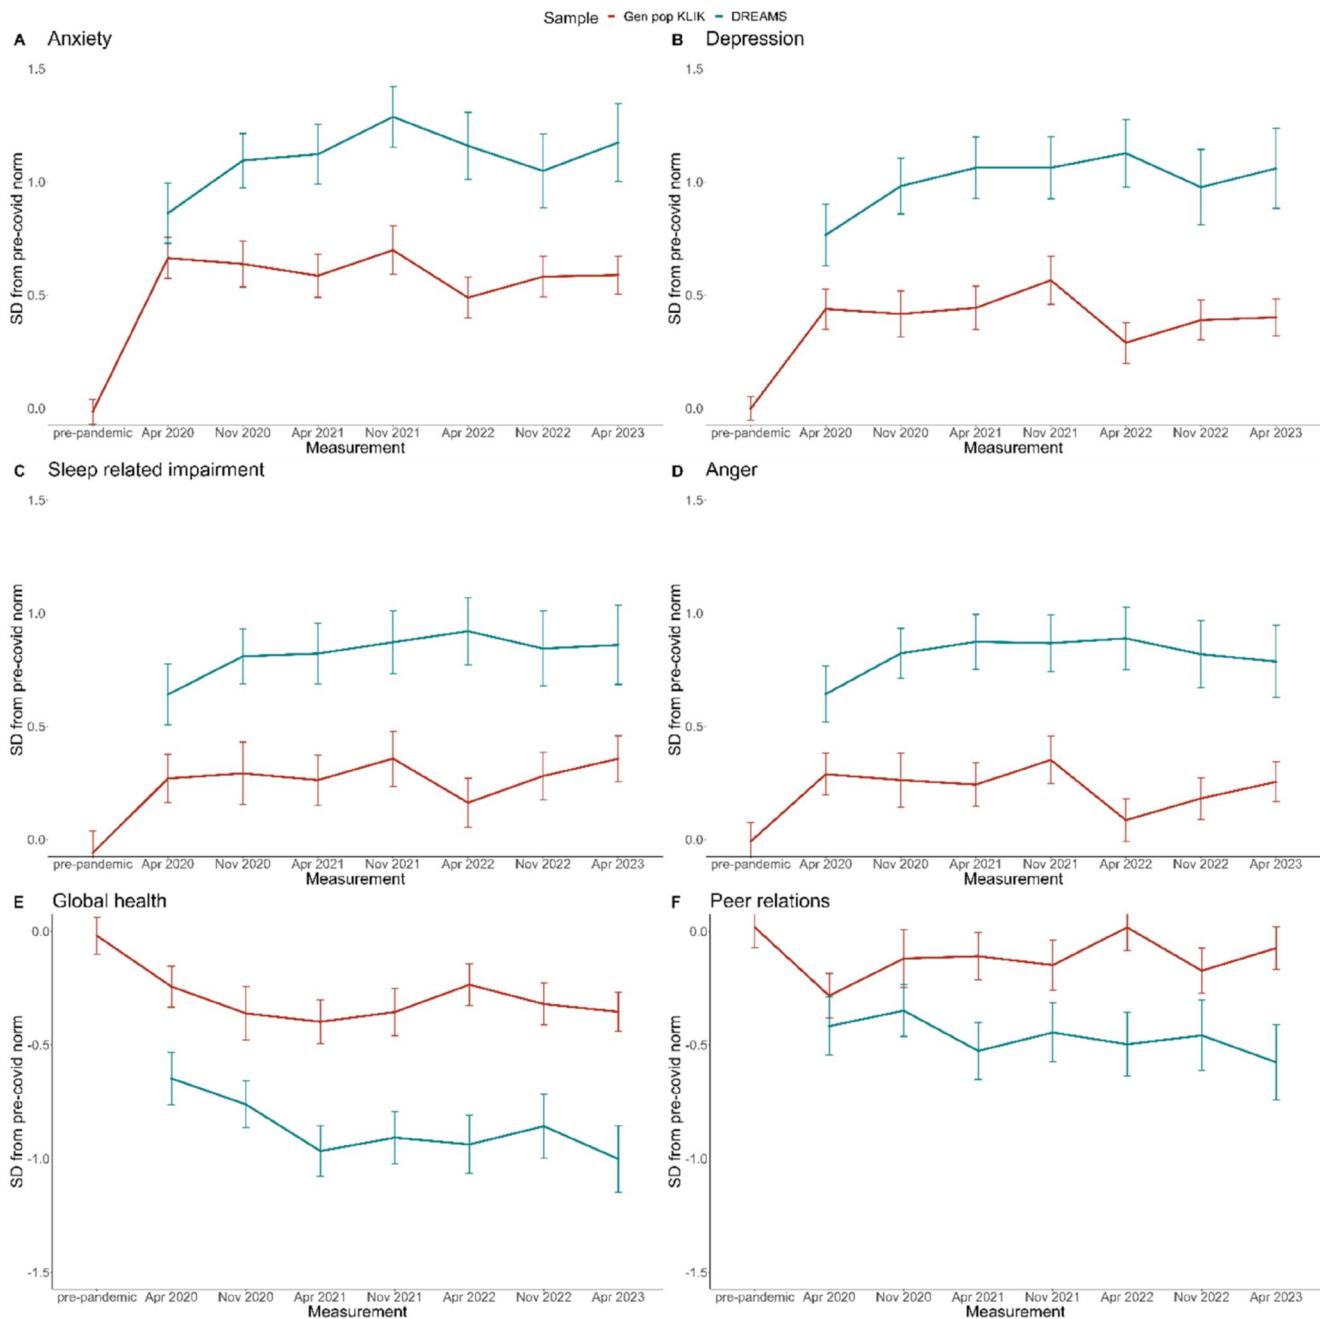 Sample Gen pop KLIK DREAMS
A Anxiety
1.5
1.0
0.5
0.0
SD from pre-covid norm
pre-pandemic Apr 2020 Nov 2020 Apr 2021 Nov 2021 Apr 2022 Nov 2022 Apr 2023
Measurement
B Depression
1.5
1.0
0.5
0.0
SD from pre-covid norm
pre-pandemic Apr 2020 Nov 2020 Apr 2021 Nov 2021 Apr 2022 Nov 2022 Apr 2023
Measurement
C Sleep related impairment
1.5
1.0
0.5
0.0
SD from pre-covid norm
pre-pandemic Apr 2020 Nov 2020 Apr 2021 Nov 2021 Apr 2022 Nov 2022 Apr 2023
Measurement
D Anger
1.5
1.0
0.5
0.0
SD from pre-covid norm
pre-pandemic Apr 2020 Nov 2020 Apr 2021 Nov 2021 Apr 2022 Nov 2022 Apr 2023
Measurement
E Global health
0.0
-0.5
-1.0
-1.5
SD from pre-covid norm
pre-pandemic Apr 2020 Nov 2020 Apr 2021 Nov 2021 Apr 2022 Nov 2022 Apr 2023
Measurement
F Peer relations
0.0
-0.5
-1.0
-1.5
SD from pre-covid norm
pre-pandemic Apr 2020 Nov 2020 Apr 2021 Nov 2021 Apr 2022 Nov 2022 Apr 2023
Measurement